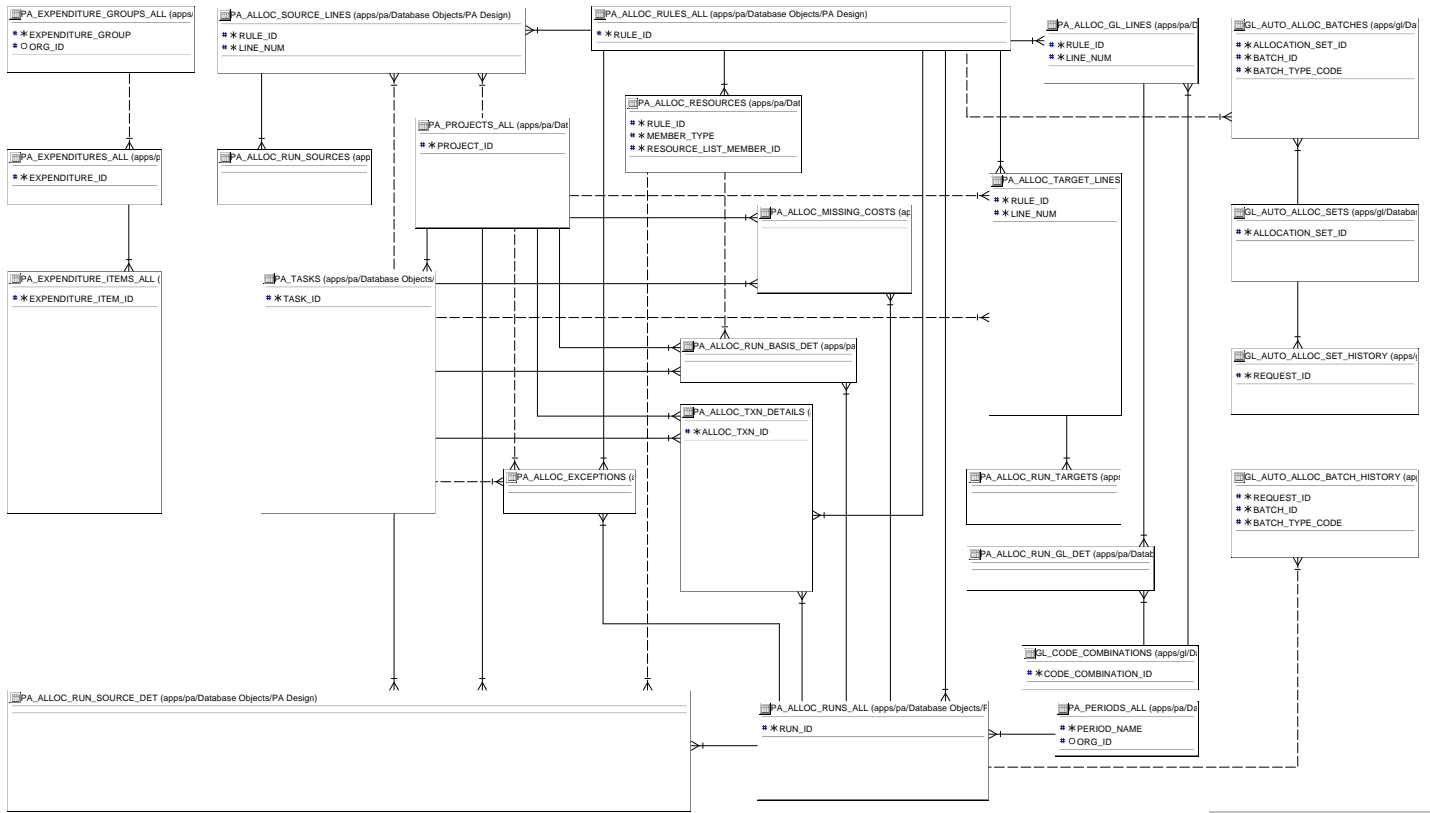 PA_EXPENDITURE_GROUPS_ALL (apps/
# * EXPENDITURE_GROUP
# O ORG_ID
PA_ALLOC_SOURCE_LINES (apps/pa/Database Objects/PA Design)
# * RULE_ID
# * LINE_NUM
PA_ALLOC_RULES_ALL (apps/pa/Database Objects/PA Design)
# * RULE_ID
PA_ALLOC_GL_LINES (apps/pa/D
# * RULE_ID
# * LINE_NUM
GL_AUTO_ALLOC_BATCHES (apps/gl/Dat
# * ALLOCATION_SET_ID
# * BATCH_ID
# * BATCH_TYPE_CODE
PA_ALLOC_RESOURCES (apps/pa/Dat
# * RULE_ID
# * MEMBER_TYPE
# * RESOURCE_LIST_MEMBER_ID
PA_PROJECTS_ALL (apps/pa/Dat
# * PROJECT_ID
PA_EXPENDITURES_ALL (apps/p
# * EXPENDITURE_ID
PA_ALLOC_RUN_SOURCES (app
PA_ALLOC_TARGET_LINES
# * RULE_ID
# * LINE_NUM
PA_ALLOC_MISSING_COSTS (ap
GL_AUTO_ALLOC_SETS (apps/gl/Databas
# * ALLOCATION_SET_ID
PA_EXPENDITURE_ITEMS_ALL (
# * EXPENDITURE_ITEM_ID
PA_TASKS (apps/pa/Database Objects/
# * TASK_ID
PA_ALLOC_RUN_BASIS_DET (apps/pa
GL_AUTO_ALLOC_SET_HISTORY (apps/g
# * REQUEST_ID
PA_ALLOC_TXN_DETAILS (
# * ALLOC_TXN_ID
PA_ALLOC_EXCEPTIONS (a
PA_ALLOC_RUN_TARGETS (apps
GL_AUTO_ALLOC_BATCH_HISTORY (ap
# * REQUEST_ID
# * BATCH_ID
# * BATCH_TYPE_CODE
PA_ALLOC_RUN_GL_DET (apps/pa/Datab
GL_CODE_COMBINATIONS (apps/gl/Da
# * CODE_COMBINATION_ID
PA_ALLOC_RUN_SOURCE_DET (apps/pa/Database Objects/PA Design)
PA_ALLOC_RUNS_ALL (apps/pa/Database Objects/P
# * RUN_ID
PA_PERIODS_ALL (apps/pa/Da
# * PERIOD_NAME
# O ORG_ID